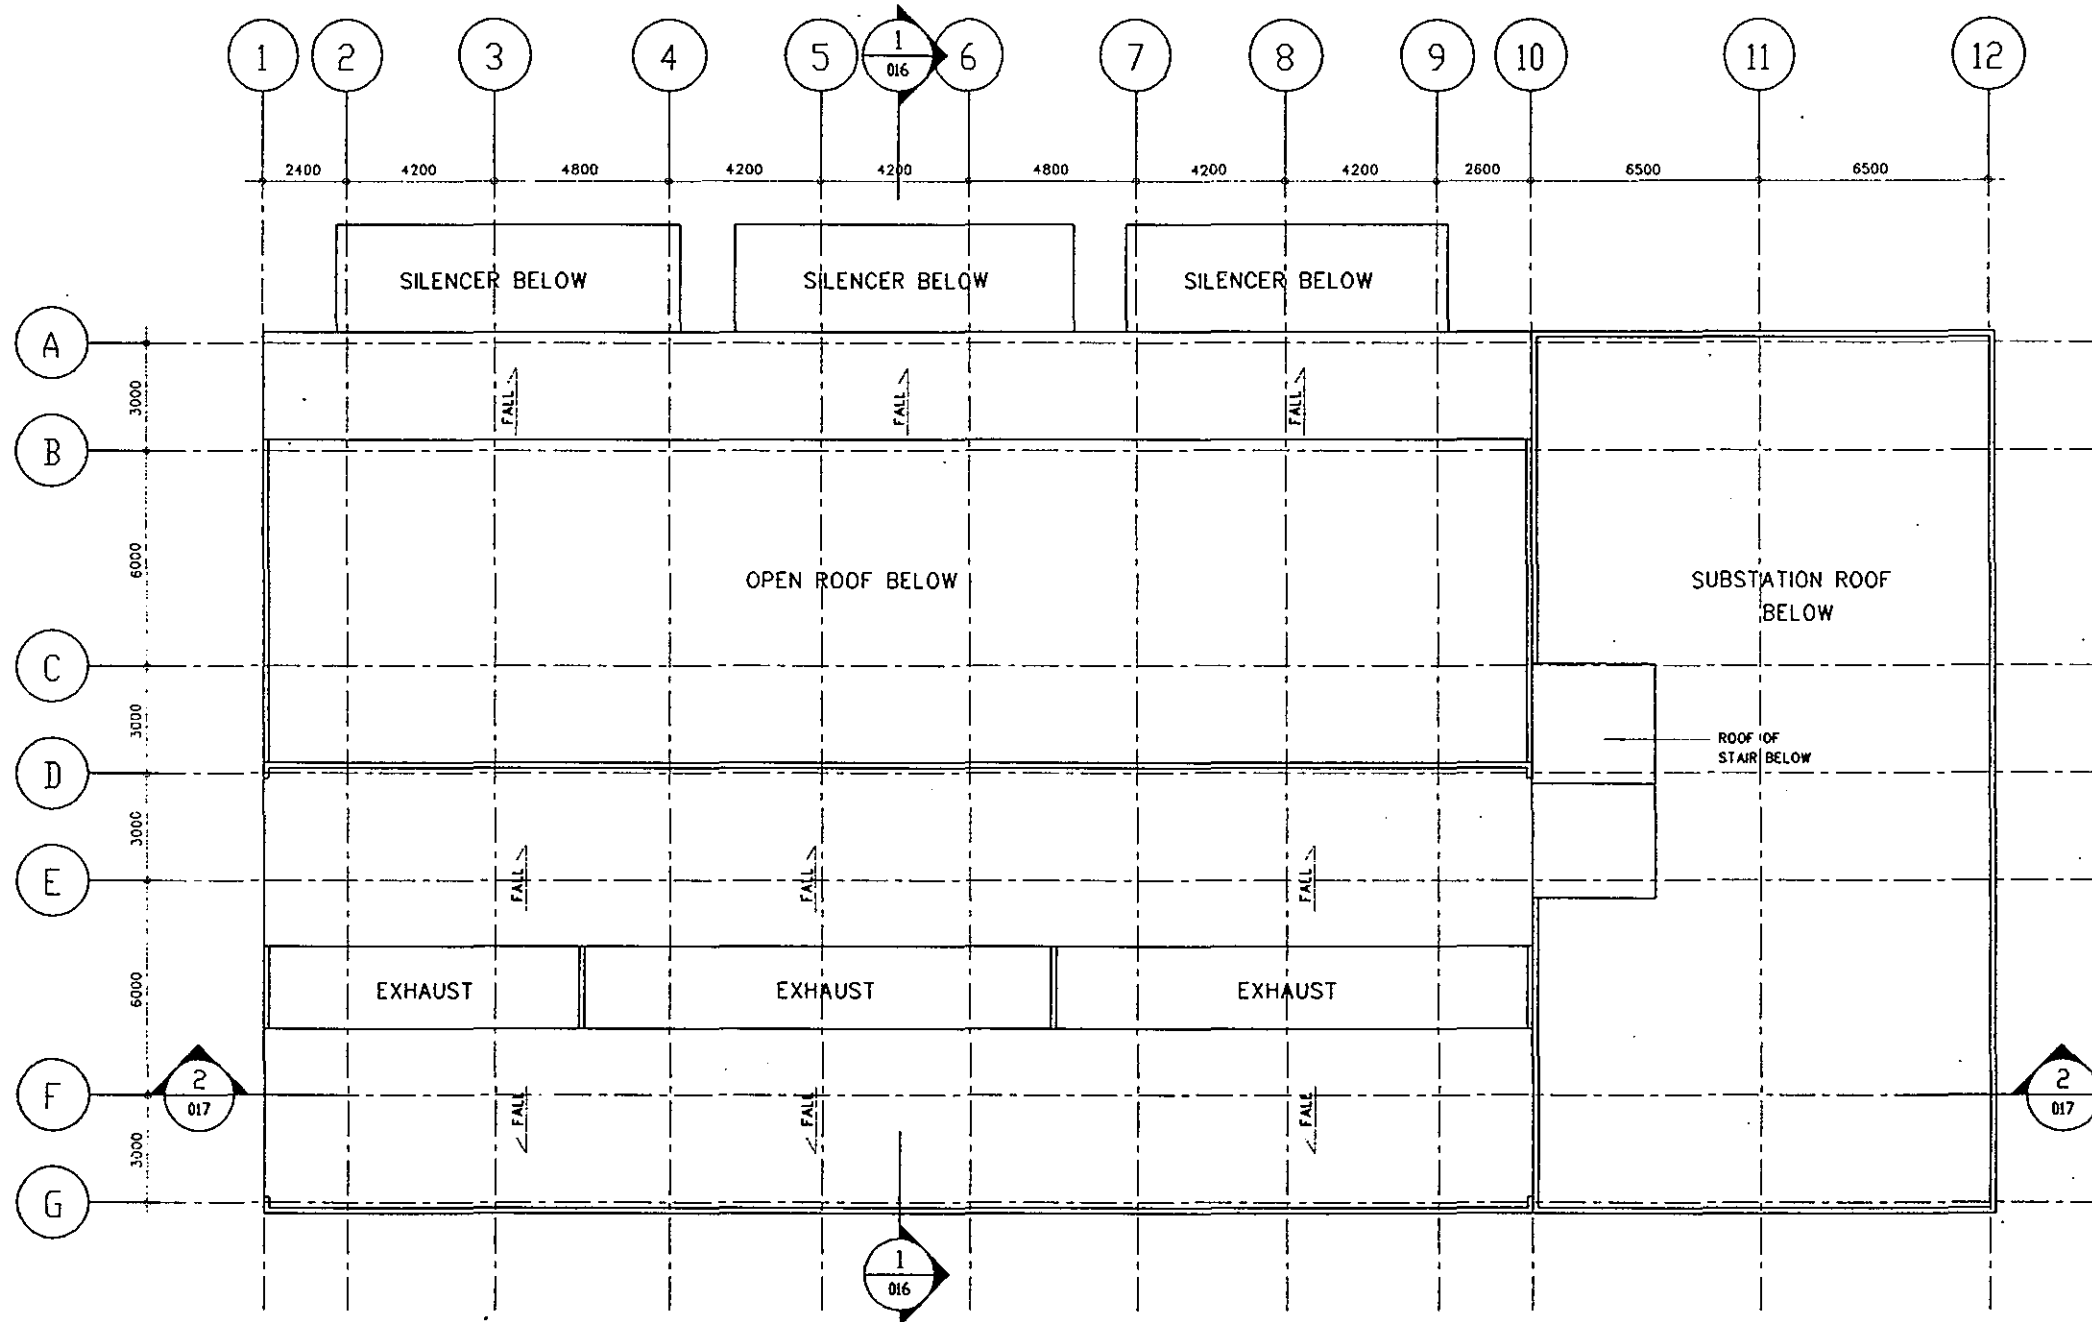 1 2 3 4 5 1 6 7 8 9 10 11 12
016
2400 4200 4800 4200 4200 4800 4200 4200 2600 6500 6500
SILENCER BELOW SILENCER BELOW SILENCER BELOW
A
3000
FALL FALL FALL
B
6000
OPEN ROOF BELOW
SUBSTATION ROOF
BELOW
C
3000
ROOF OF
STAIR BELOW
D
3000
E
FALL FALL FALL
6000
EXHAUST EXHAUST EXHAUST
F
2
017
FALL FALL FALL
2
017
3000
G
1
016